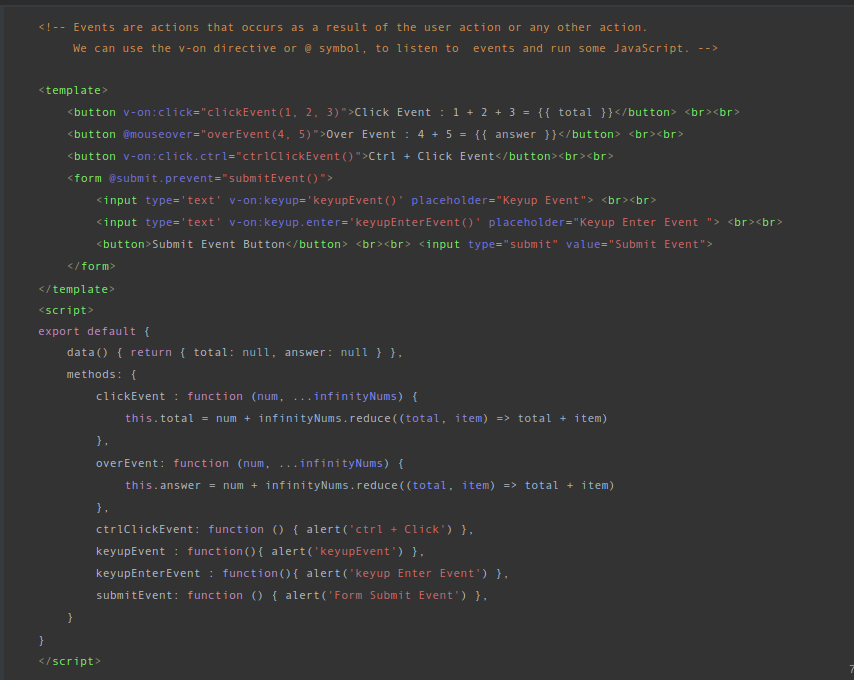 <!-- Events are actions that occurs as a result of the user action or any other action.
We can use the v-on directive or @ symbol, to listen to  events and run some JavaScript. -->
<template>
<button v-on:click="clickEvent(1, 2, 3)">Click Event : 1 + 2 + 3 = {{ total }}</button> <br><br>
<button @mouseover="overEvent(4, 5)">Over Event : 4 + 5 = {{ answer }}</button> <br><br>
<button v-on:click.ctrl="ctrlClickEvent()">Ctrl + Click Event</button><br><br>
<form @submit.prevent="submitEvent()">
<input type='text' v-on:keyup='keyupEvent()' placeholder="Keyup Event"> <br><br>
<input type='text' v-on:keyup.enter='keyupEnterEvent()' placeholder="Keyup Enter Event "> <br><br>
<button>Submit Event Button</button> <br><br> <input type="submit" value="Submit Event">
</form>
</template>
<script>
export default {
data() { return { total: null, answer: null } },
methods: {
clickEvent : function (num, ...infinityNums) {
this.total = num + infinityNums.reduce((total, item) => total + item)
},
overEvent: function (num, ...infinityNums) {
this.answer = num + infinityNums.reduce((total, item) => total + item)
},
ctrlClickEvent: function () { alert('ctrl + Click') },
keyupEvent : function(){ alert('keyupEvent') },
keyupEnterEvent : function(){ alert('keyup Enter Event') },
submitEvent: function () { alert('Form Submit Event') },
}
}
</script>
7